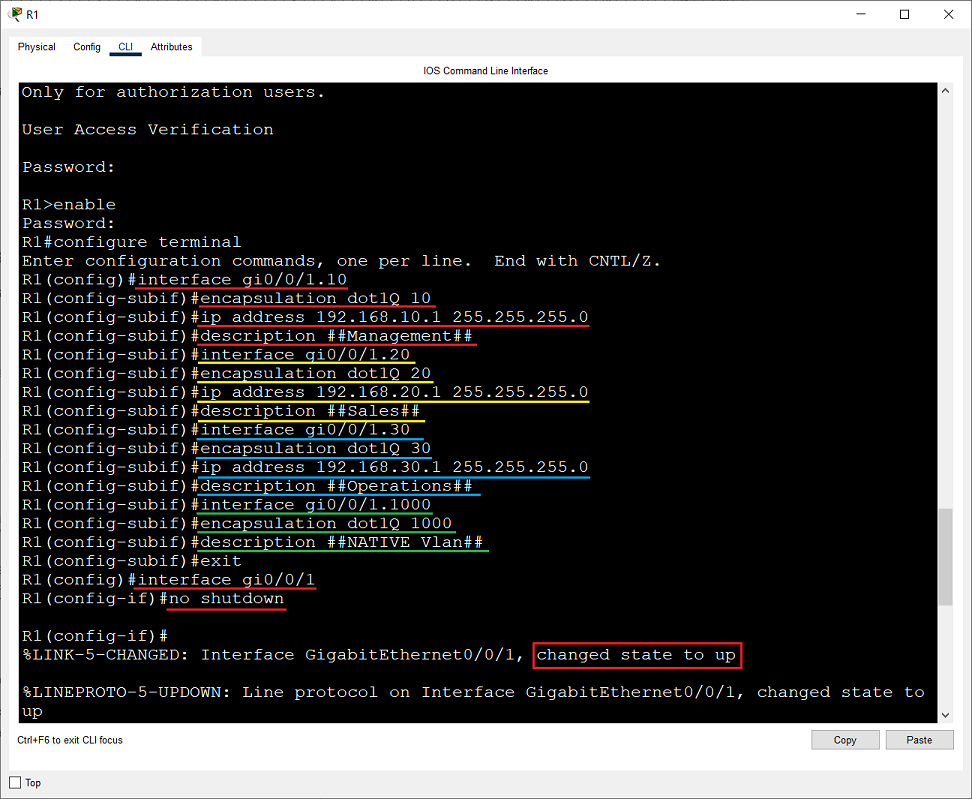 R1
Physical Config CLI Attributes
IOS Command Line Interface
Only for authorization users.
User Access Verification
Password:
R1>enable
Password:
R1#configure terminal
Enter configuration commands, one per line.  End with CNTL/Z.
R1(config)#interface gi0/0/1.10
R1(config-subif)#encapsulation dot1Q 10
R1(config-subif)#ip address 192.168.10.1 255.255.255.0
R1(config-subif)#description ##Management##
R1(config-subif)#interface gi0/0/1.20
R1(config-subif)#encapsulation dot1Q 20
R1(config-subif)#ip address 192.168.20.1 255.255.255.0
R1(config-subif)#description ##Sales##
R1(config-subif)#interface gi0/0/1.30
R1(config-subif)#encapsulation dot1Q 30
R1(config-subif)#ip address 192.168.30.1 255.255.255.0
R1(config-subif)#description ##Operations##
R1(config-subif)#interface gi0/0/1.1000
R1(config-subif)#encapsulation dot1Q 1000
R1(config-subif)#description ##NATIVE Vlan##
R1(config-subif)#exit
R1(config)#interface gi0/0/1
R1(config-if)#no shutdown
R1(config-if)#
%LINK-5-CHANGED: Interface GigabitEthernet0/0/1, changed state to up
%LINEPROTO-5-UPDOWN: Line protocol on Interface GigabitEthernet0/0/1, changed state to
up
Ctrl+F6 to exit CLI focus
Copy Paste
Top